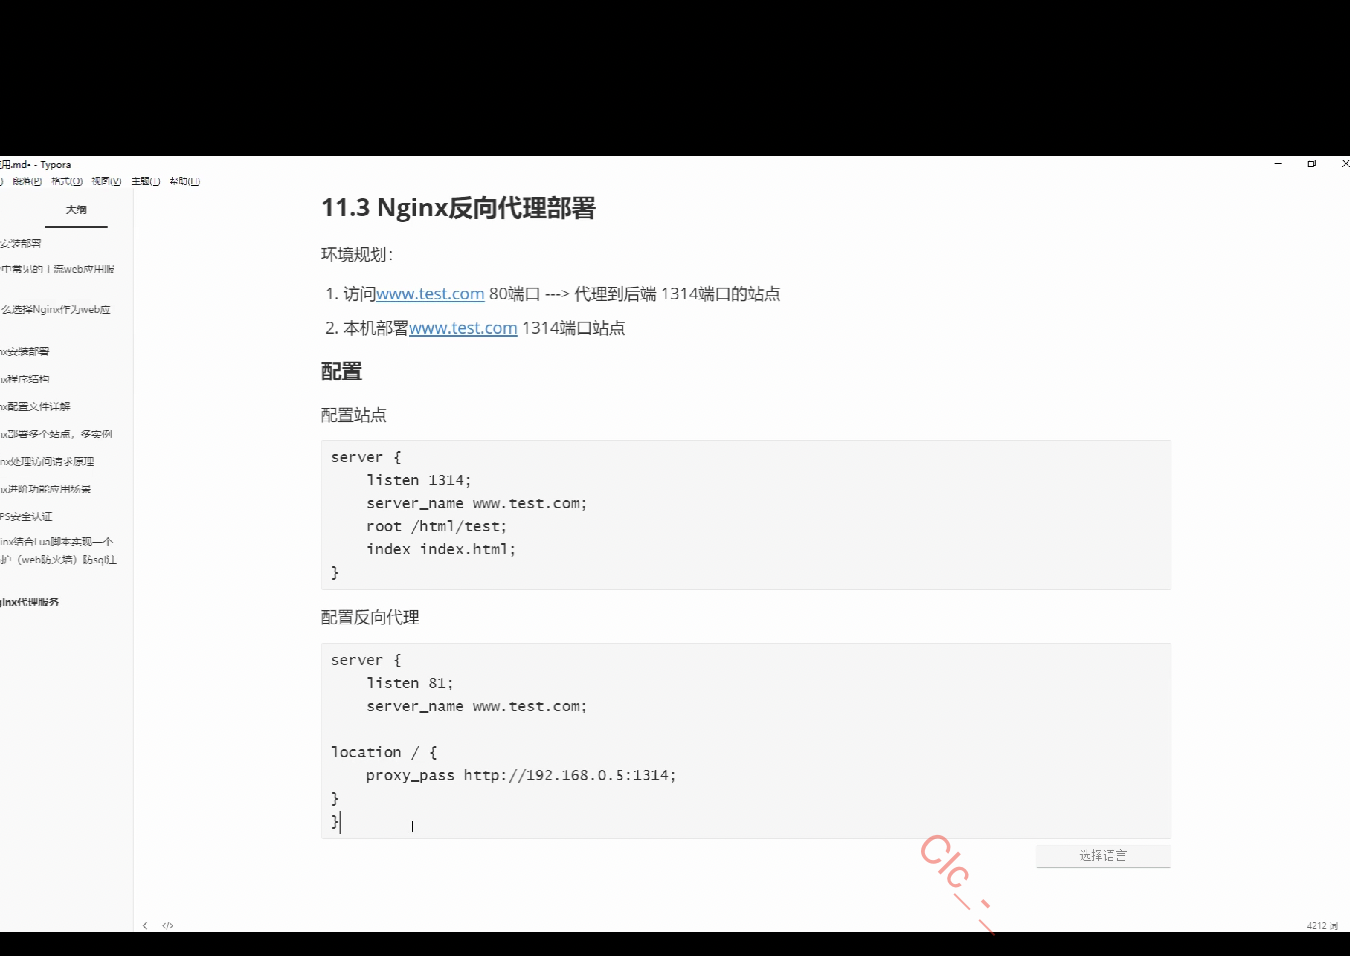 用.md• - Typora
段落(P) 格式(O) 视图(V) 主题(T) 帮助(H)
大纲
安装部署
中常见的主流web应用服
么选择Nginx作为web应
nx安装部署
nx程序结构
nx配置文件详解
nx部署多个站点，多实例
nx处理访问请求原理
nx进阶功能应用场景
PS安全认证
inx结合Lua脚本实现一个
（web防火墙）防sql注
ginx代理服务
11.3 Nginx反向代理部署
环境规划：
1. 访问www.test.com 80端口 ---> 代理到后端 1314端口的站点
2. 本机部署www.test.com 1314端口站点
配置
配置站点
server {
listen 1314;
server_name www.test.com;
root /html/test;
index index.html;
}
配置反向代理
server {
listen 81;
server_name www.test.com;
location / {
proxy_pass http://192.168.0.5:1314;
}
}
选择语言
Clc_
4212 词